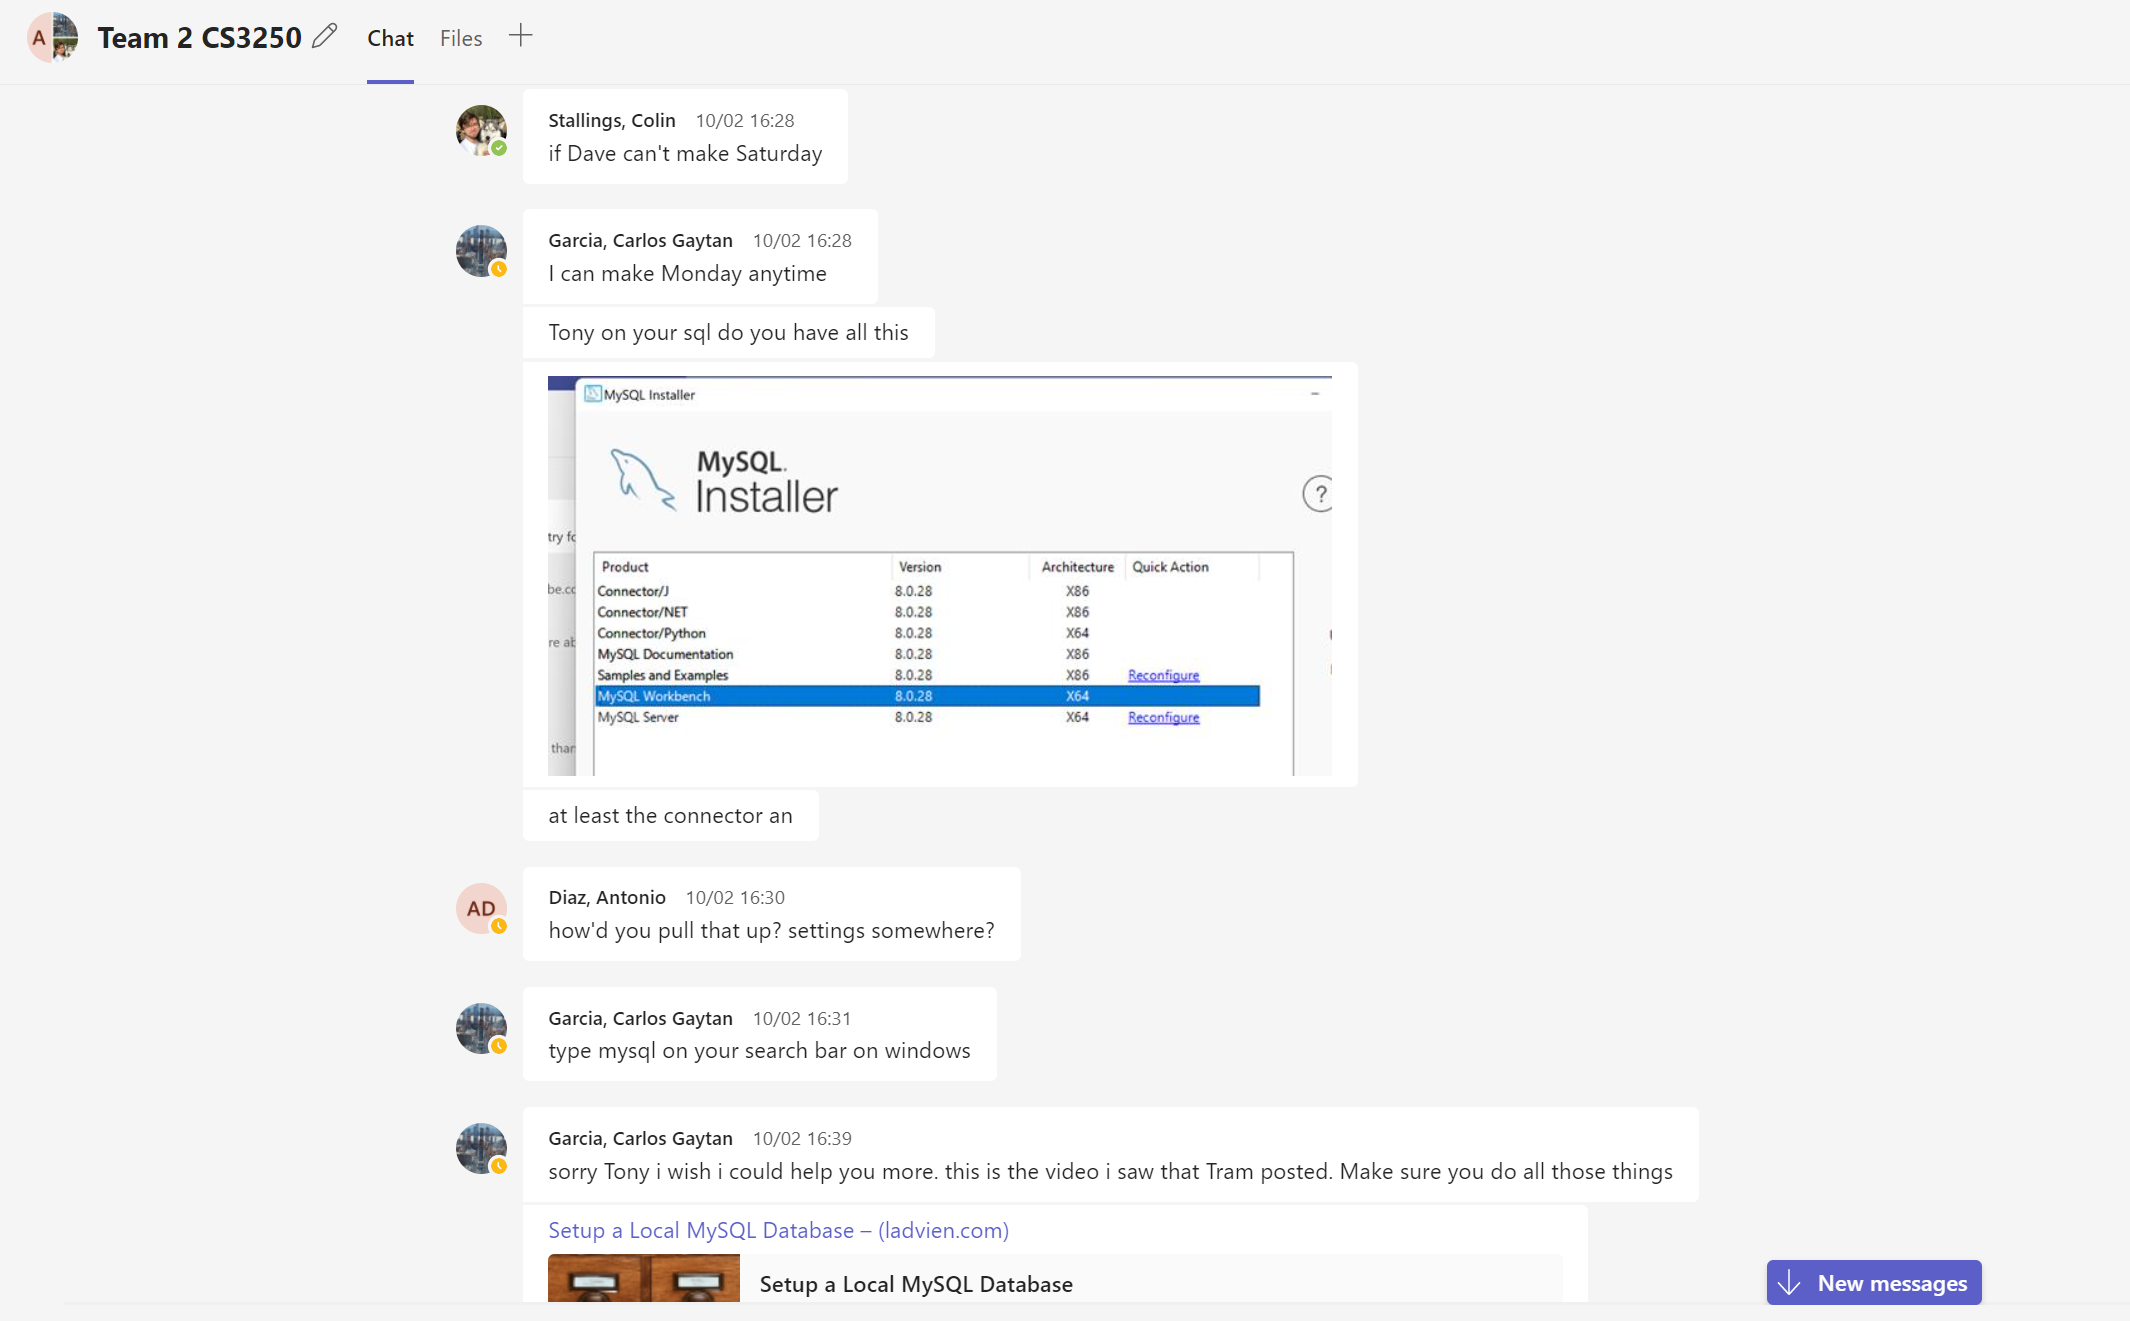 A
Team 2 CS3250
Chat
Files
Stallings, Colin 10/02 16:28
if Dave can't make Saturday
Garcia, Carlos Gaytan 10/02 16:28
I can make Monday anytime
Tony on your sql do you have all this
MySQL Installer
MySQL.
Installer
?
try fo
be.co
re ab
than
Product Version Architecture Quick Action
Connector/J 8.0.28 X86
Connector/NET 8.0.28 X86
Connector/Python 8.0.28 X64
MySQL Documentation 8.0.28 X86
Samples and Examples 8.0.28 X86 Reconfigure
MySQL Workbench 8.0.28 X64
MySQL Server 8.0.28 X64 Reconfigure
at least the connector an
AD
Diaz, Antonio 10/02 16:30
how'd you pull that up? settings somewhere?
Garcia, Carlos Gaytan 10/02 16:31
type mysql on your search bar on windows
Garcia, Carlos Gaytan 10/02 16:39
sorry Tony i wish i could help you more. this is the video i saw that Tram posted. Make sure you do all those things
Setup a Local MySQL Database – (ladvien.com)
Setup a Local MySQL Database
New messages